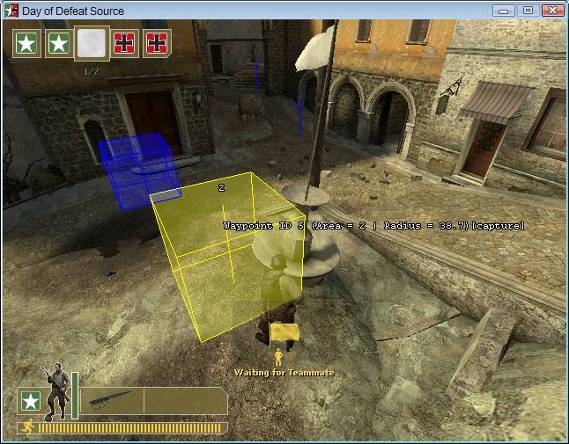 Day of Defeat Source
1/2
2
Waypoint ID 5 (Area = 2 | Radius = 38.7)[capture]
Waiting for Teammate